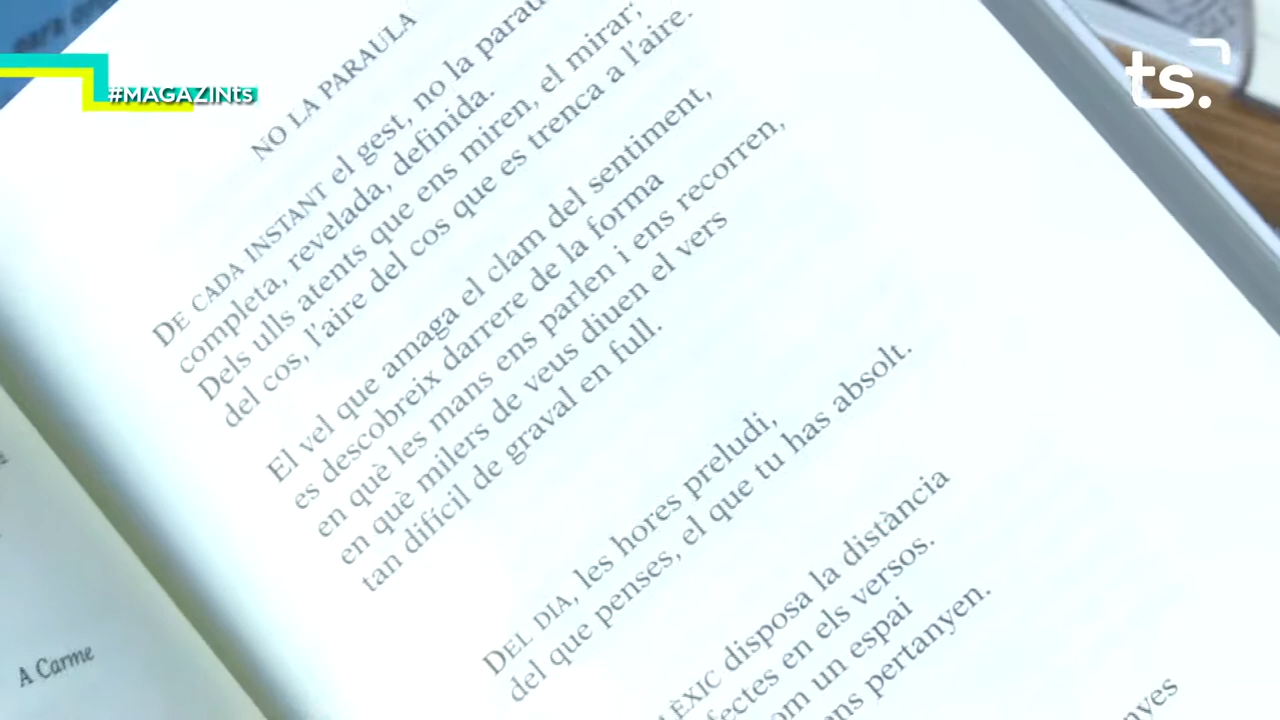 #MAGAZINts
ts.
NO LA PARAULA
DE CADA INSTANT el gest, no la
completa, revelada, definida.
Dels ulls atents que ens miren, el mirar;
del cos, l'aire del cos que es trenca a l'aire.
El vel que amaga el clam del sentiment,
es descobreix darrere de la forma
en què les mans ens parlen i ens recorren,
en què milers de veus diuen el vers
tan difícil de graval en full.
DEL DIA, les hores preludi,
del que penses, el que tu has absolt.
LÈXIC disposa la distància
en els versos.
un espai
ens pertanyen.
A Carme